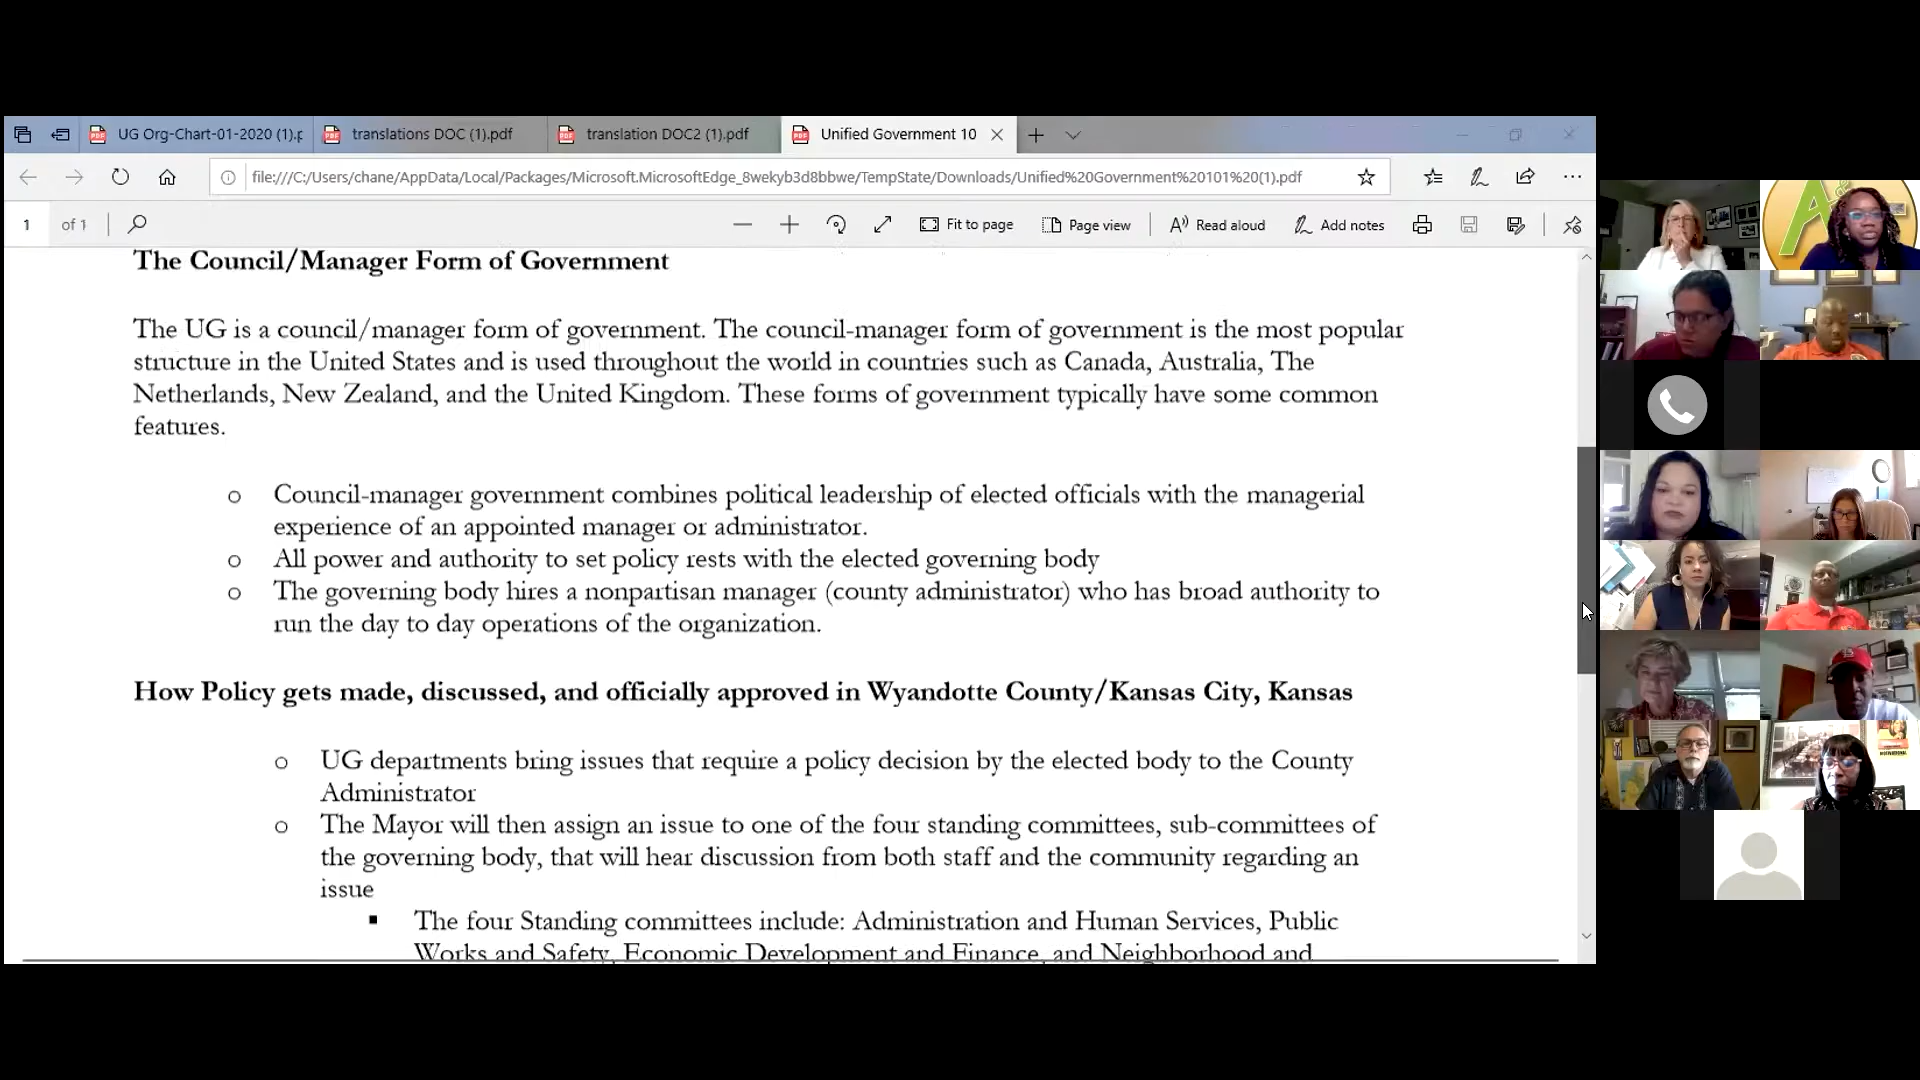 UG Org-Chart-01-2020 (1).p
translations DOC (1).pdf
translation DOC2 (1).pdf
Unified Government 10
file:///C:/Users/chane/AppData/Local/Packages/Microsoft.MicrosoftEdge_8wekyb3d8bbwe/TempState/Downloads/Unified%20Government%20101%20(1).pdf
1 of 1
Fit to page
Page view
Read aloud
Add notes
The Council/Manager Form of Government
The UG is a council/manager form of government. The council-manager form of government is the most popular
structure in the United States and is used throughout the world in countries such as Canada, Australia, The
Netherlands, New Zealand, and the United Kingdom. These forms of government typically have some common
features.
o Council-manager government combines political leadership of elected officials with the managerial
experience of an appointed manager or administrator.
o All power and authority to set policy rests with the elected governing body
o The governing body hires a nonpartisan manager (county administrator) who has broad authority to
run the day to day operations of the organization.
How Policy gets made, discussed, and officially approved in Wyandotte County/Kansas City, Kansas
o UG departments bring issues that require a policy decision by the elected body to the County
Administrator
o The Mayor will then assign an issue to one of the four standing committees, sub-committees of
the governing body, that will hear discussion from both staff and the community regarding an
issue
▪ The four Standing committees include: Administration and Human Services, Public
Works and Safety, Economic Development and Finance, and Neighborhood and